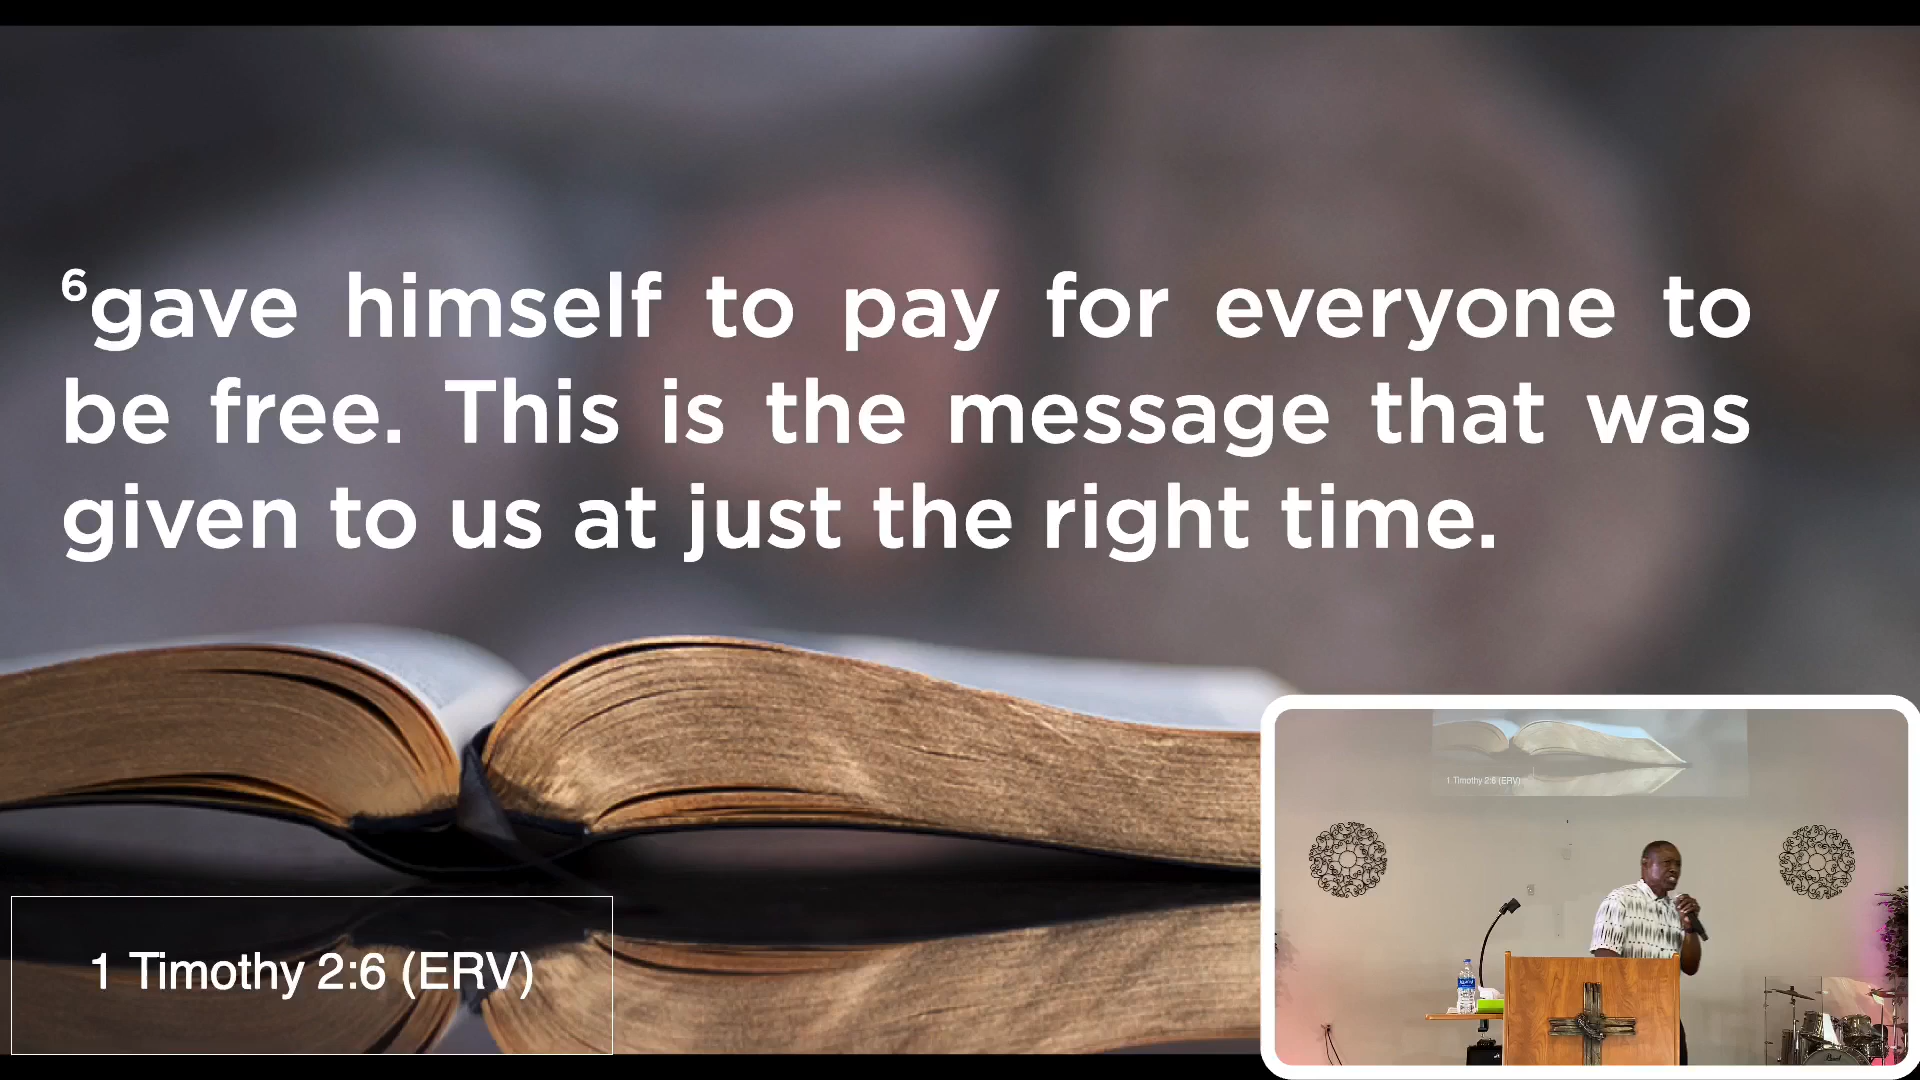 ⁶gave himself to pay for everyone to
be free. This is the message that was
given to us at just the right time.
1 Timothy 2:6 (ERV)
1 Timothy 2:6 (ERV)